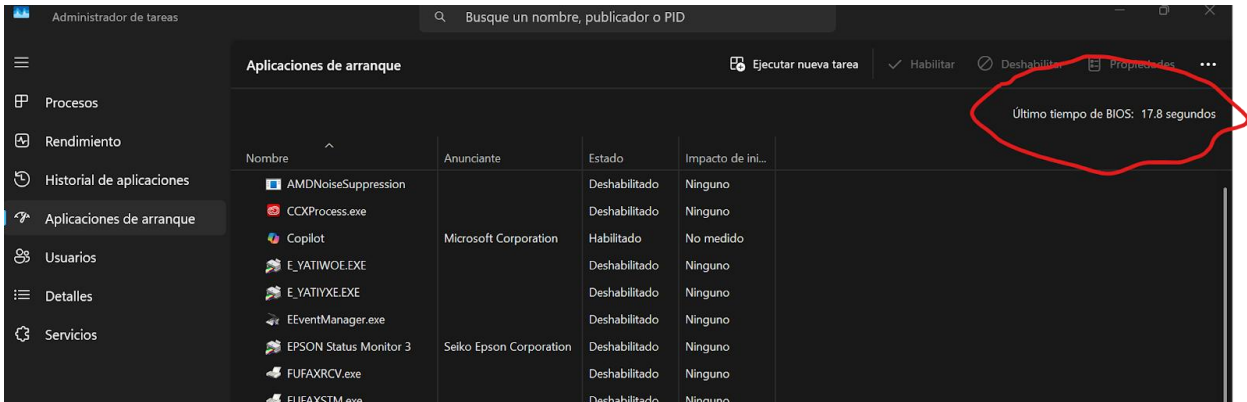 Administrador de tareas
Busque un nombre, publicador o PID
Aplicaciones de arranque
Ejecutar nueva tarea
Habilitar
Deshabilitar
Propiedades
Último tiempo de BIOS: 17.8 segundos
Procesos
Rendimiento
Historial de aplicaciones
Aplicaciones de arranque
Usuarios
Detalles
Servicios
Nombre Anunciante Estado Impacto de ini...
AMDNoiseSuppression Deshabilitado Ninguno
CCXProcess.exe Deshabilitado Ninguno
Copilot Microsoft Corporation Habilitado No medido
E_YATIWOE.EXE Deshabilitado Ninguno
E_YATIYXE.EXE Deshabilitado Ninguno
EEventManager.exe Deshabilitado Ninguno
EPSON Status Monitor 3 Seiko Epson Corporation Deshabilitado Ninguno
FUFAXRCV.exe Deshabilitado Ninguno
FUFAXSTM.exe Deshabilitado Ninguno